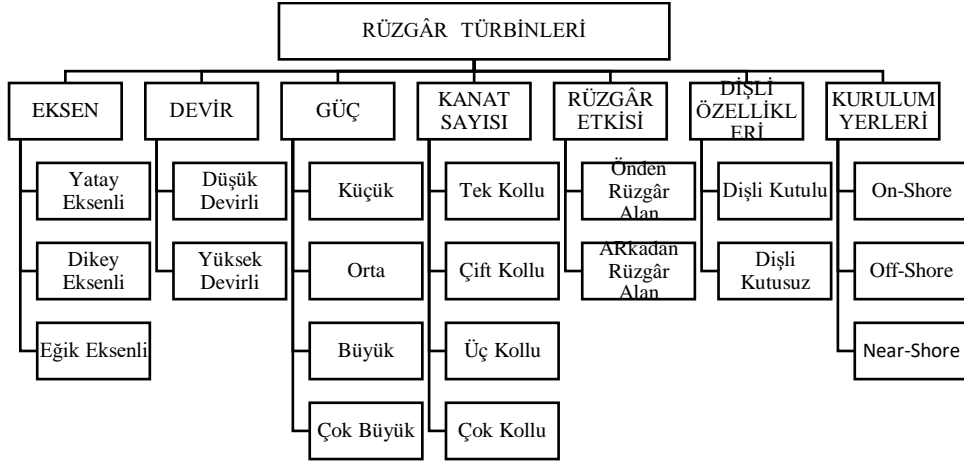 RÜZGÂR TÜRBİNLERİ
EKSEN
Yatay
Eksenli
Dikey
Eksenli
Eğik Eksenli
DEVİR
Düşük
Devirli
Yüksek
Devirli
GÜÇ
Küçük
Orta
Büyük
Çok Büyük
KANAT
SAYISI
Tek Kollu
Çift Kollu
Üç Kollu
Çok Kollu
RÜZGÂR
ETKİSİ
Önden
Rüzgâr
Alan
ARkadan
Rüzgâr
Alan
DİŞLİ
ÖZELLİKL
ERİ
Dişli Kutulu
Dişli
Kutusuz
KURULUM
YERLERİ
On-Shore
Off-Shore
Near-Shore